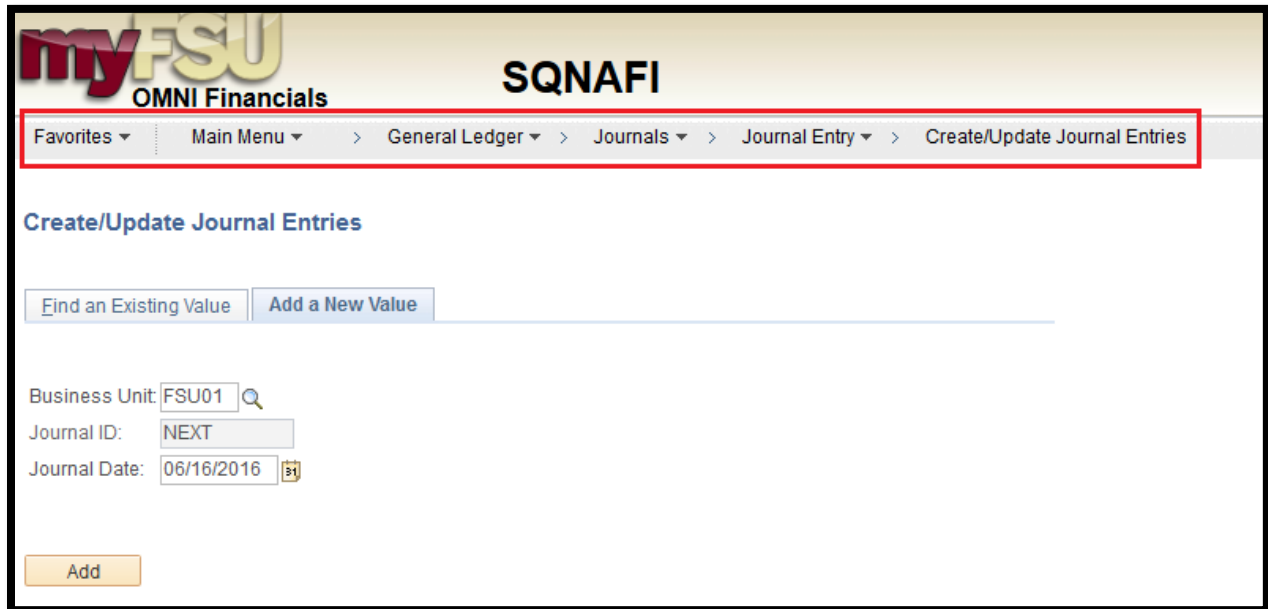 myFSU
OMNI Financials
SQNAFI
Favorites Main Menu > General Ledger > Journals > Journal Entry > Create/Update Journal Entries
Create/Update Journal Entries
Find an Existing Value Add a New Value
Business Unit: FSU01
Journal ID: NEXT
Journal Date: 06/16/2016 31
Add